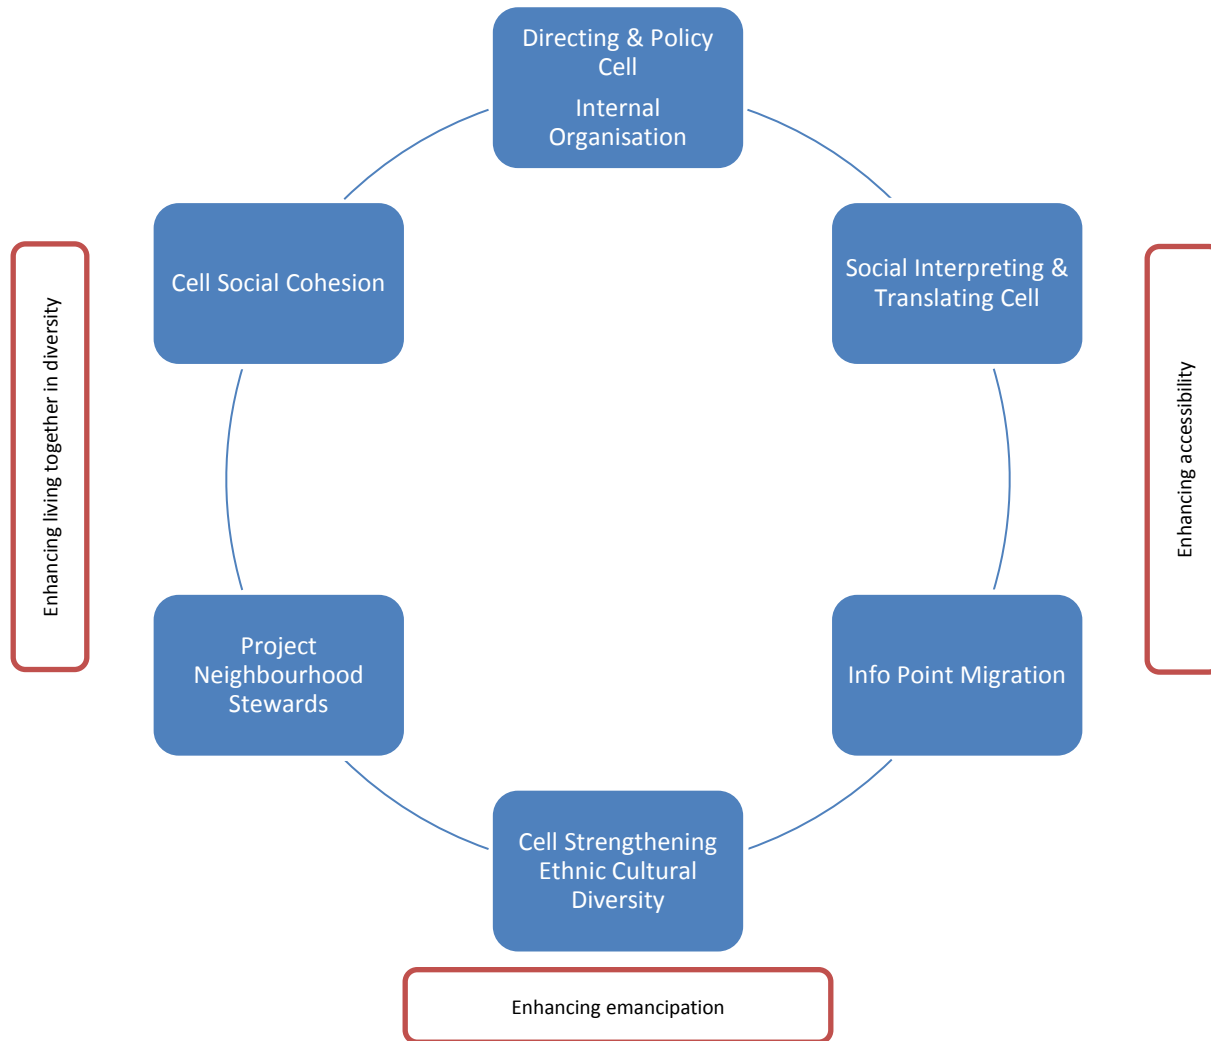 Directing & Policy
Cell
Internal
Organisation
Cell Social Cohesion
Social Interpreting &
Translating Cell
Enhancing living together in diversity
Enhancing accessibility
Project
Neighbourhood
Stewards
Info Point Migration
Cell Strengthening
Ethnic Cultural
Diversity
Enhancing emancipation